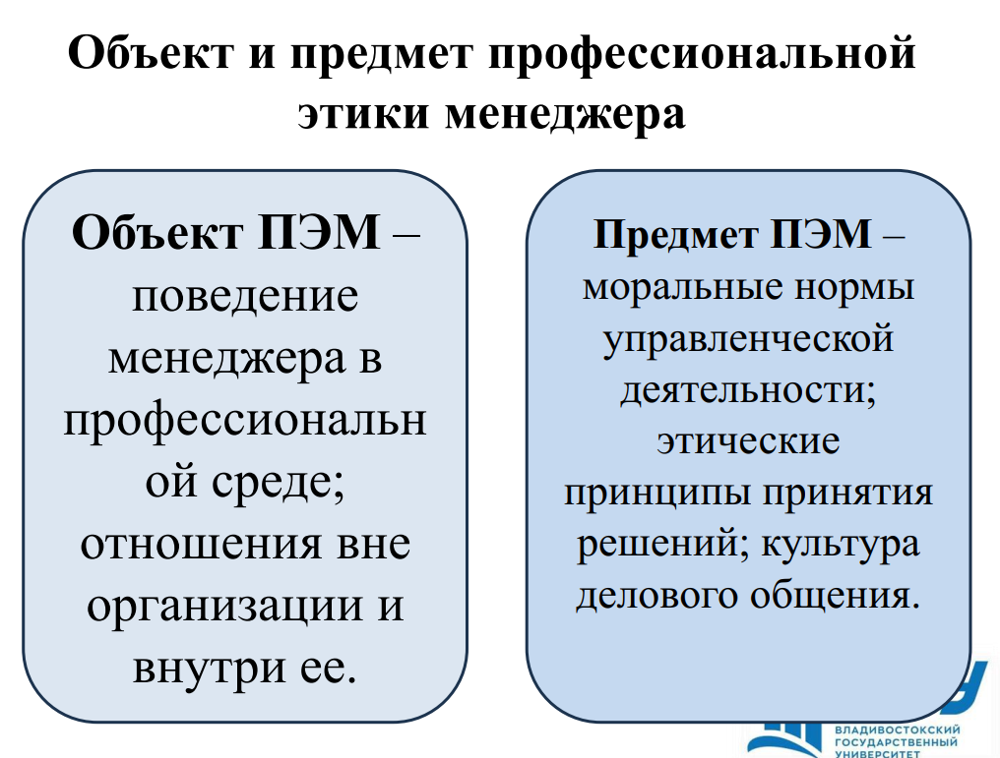 Объект и предмет профессиональной
этики менеджера
Объект ПЭМ –
поведение
менеджера в
профессиональн
ой среде;
отношения вне
организации и
внутри ее.
Предмет ПЭМ –
моральные нормы
управленческой
деятельности;
этические
принципы принятия
решений; культура
делового общения.
ВЛАДИВОСТОКСКИЙ
ГОСУДАРСТВЕННЫЙ
УНИВЕРСИТЕТ